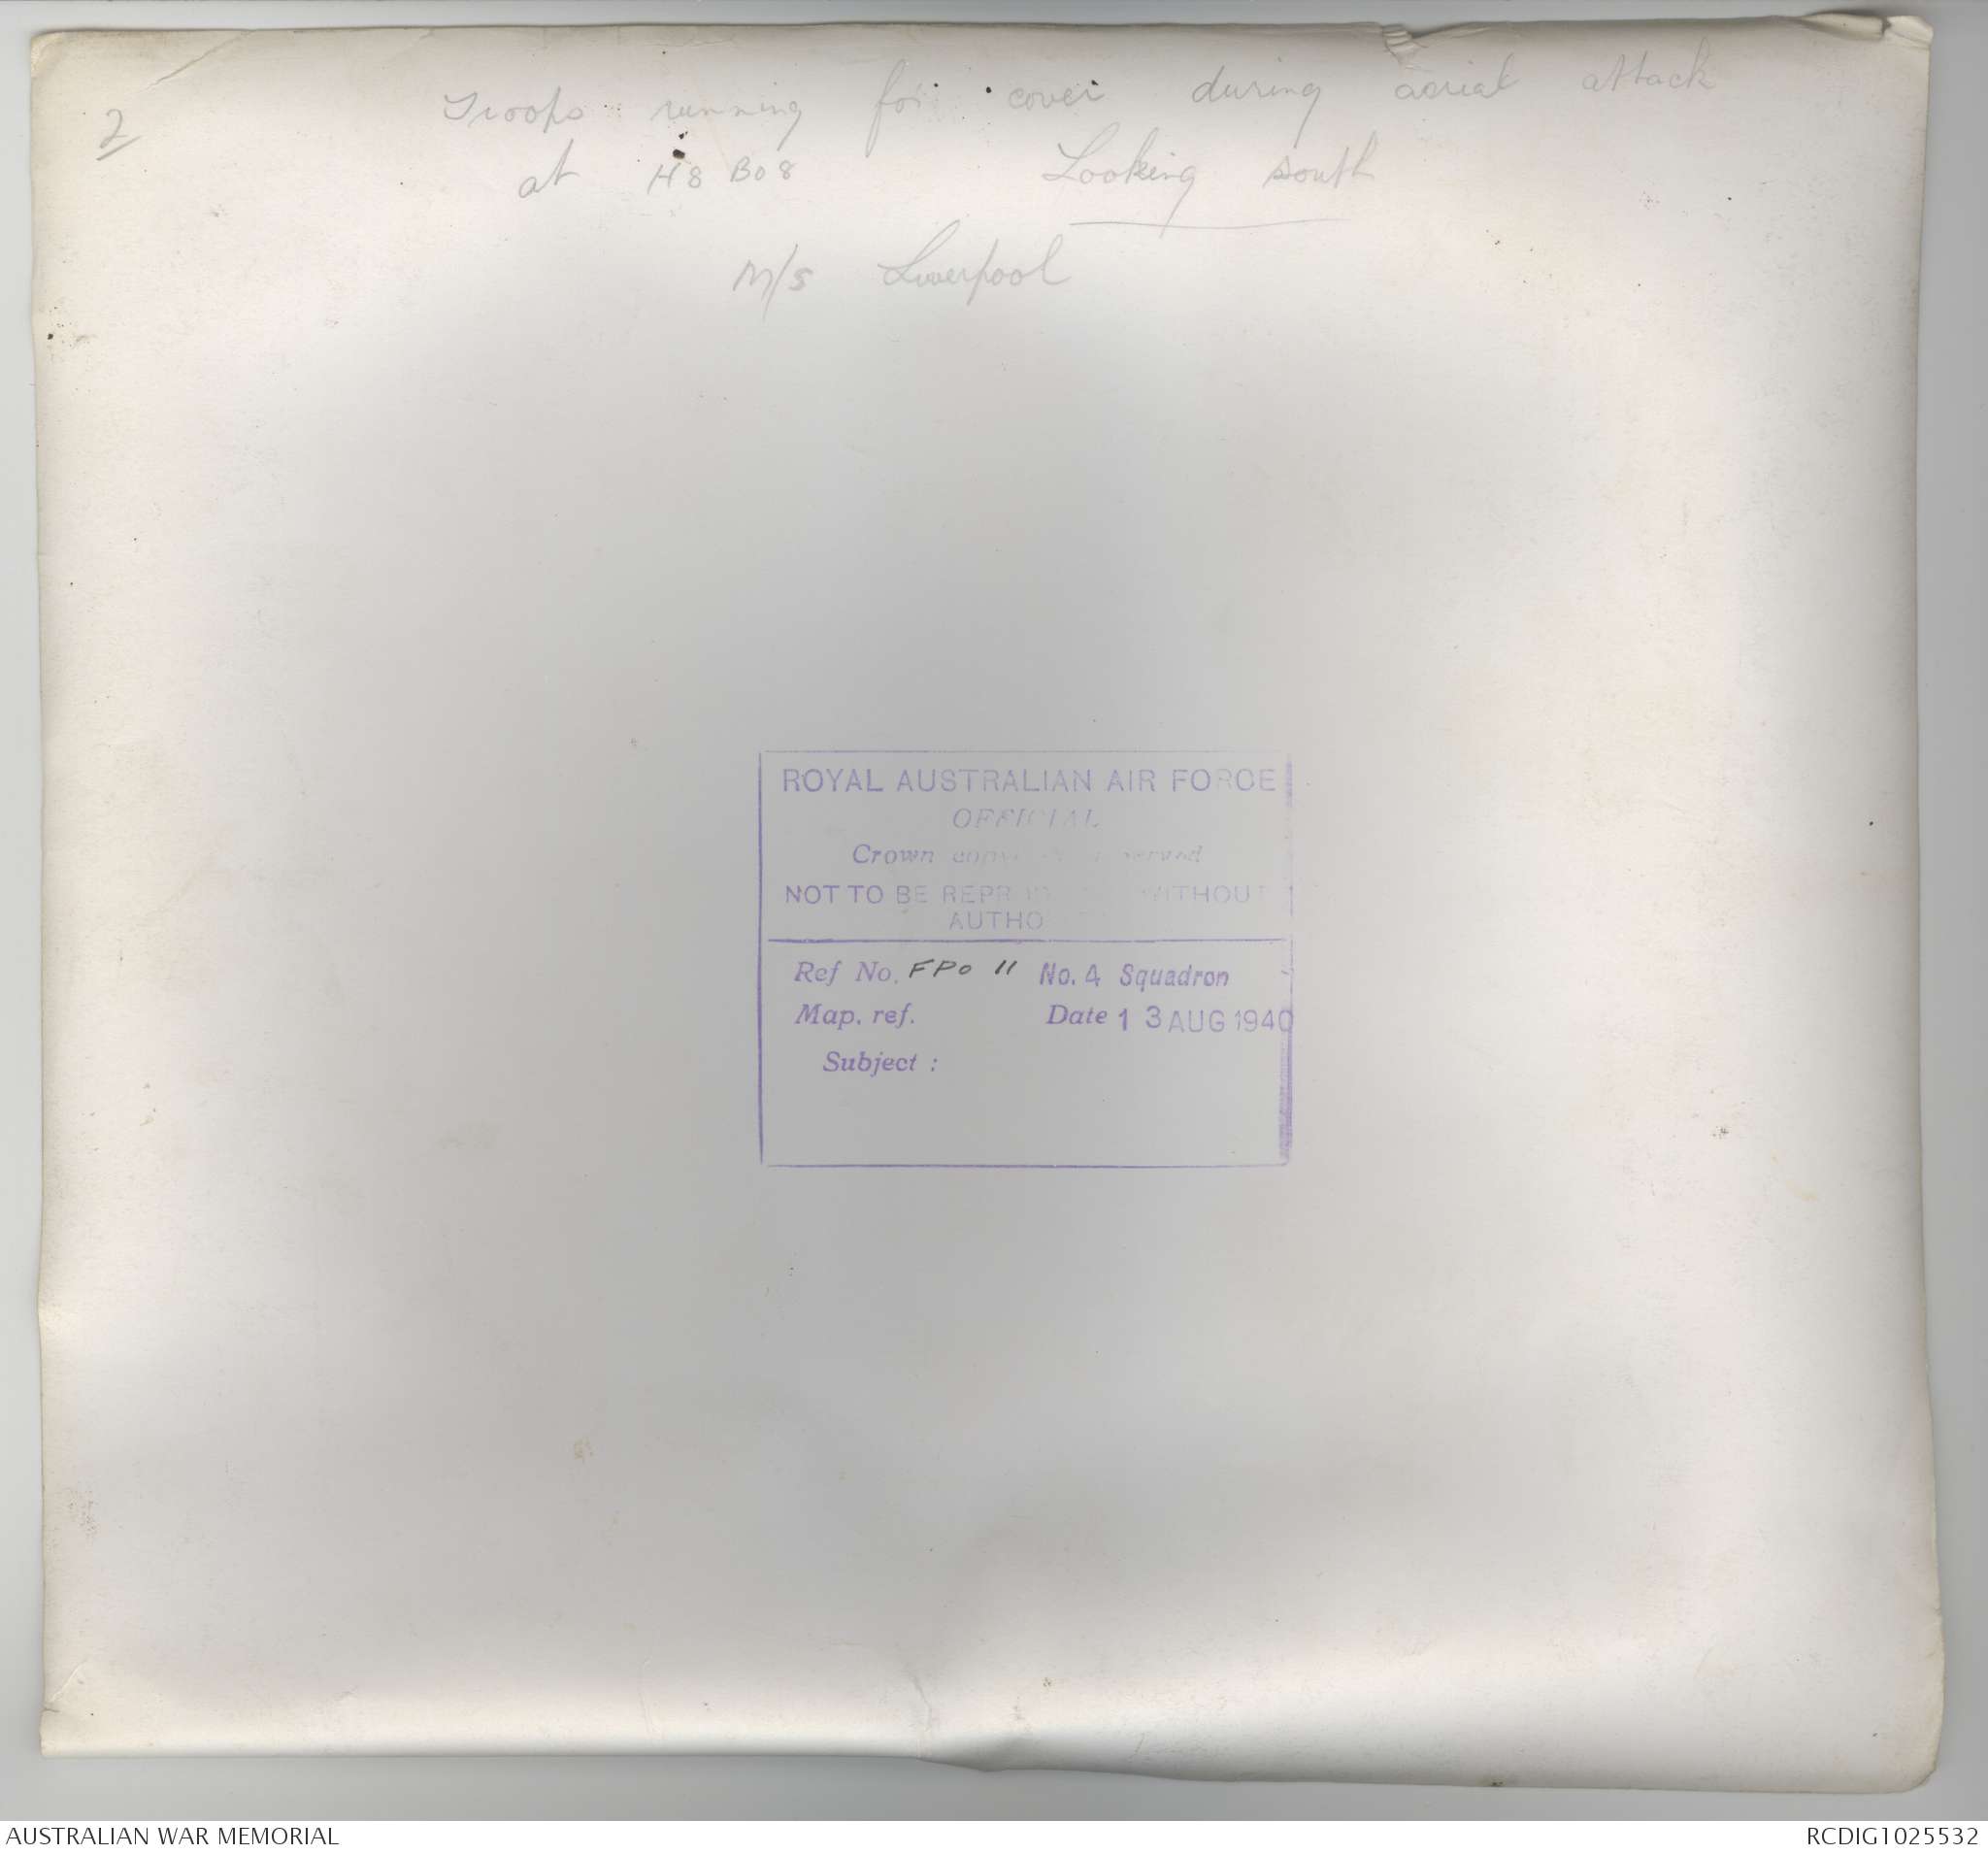 2
Troops running for cover during aerial attack
at H8 B08 Looking south
M/S Liverpool
ROYAL AUSTRALIAN AIR FORCE
OFFICIAL
Crown
NOT TO BE REPR WITHOUT
AUTHO
Ref No. FPO 11 No. 4 Squadron
Map. ref. Date 13 AUG 1940
Subject :
AUSTRALIAN WAR MEMORIAL RCDIG1025532